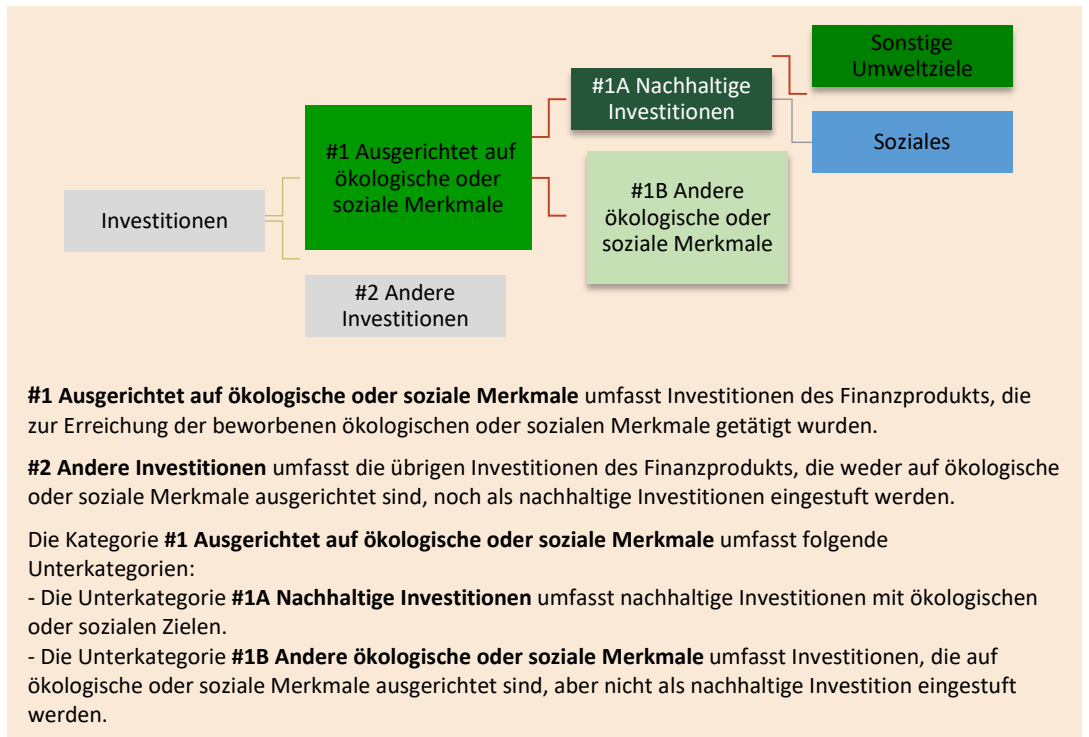 Sonstige
Umweltziele
#1A Nachhaltige
Investitionen
Soziales
#1 Ausgerichtet auf
ökologische oder
soziale Merkmale
#1B Andere
ökologische oder
soziale Merkmale
Investitionen
#2 Andere
Investitionen
#1 Ausgerichtet auf ökologische oder soziale Merkmale umfasst Investitionen des Finanzprodukts, die
zur Erreichung der beworbenen ökologischen oder sozialen Merkmale getätigt wurden.
#2 Andere Investitionen umfasst die übrigen Investitionen des Finanzprodukts, die weder auf ökologische
oder soziale Merkmale ausgerichtet sind, noch als nachhaltige Investitionen eingestuft werden.
Die Kategorie #1 Ausgerichtet auf ökologische oder soziale Merkmale umfasst folgende
Unterkategorien:
- Die Unterkategorie #1A Nachhaltige Investitionen umfasst nachhaltige Investitionen mit ökologischen
oder sozialen Zielen.
- Die Unterkategorie #1B Andere ökologische oder soziale Merkmale umfasst Investitionen, die auf
ökologische oder soziale Merkmale ausgerichtet sind, aber nicht als nachhaltige Investition eingestuft
werden.